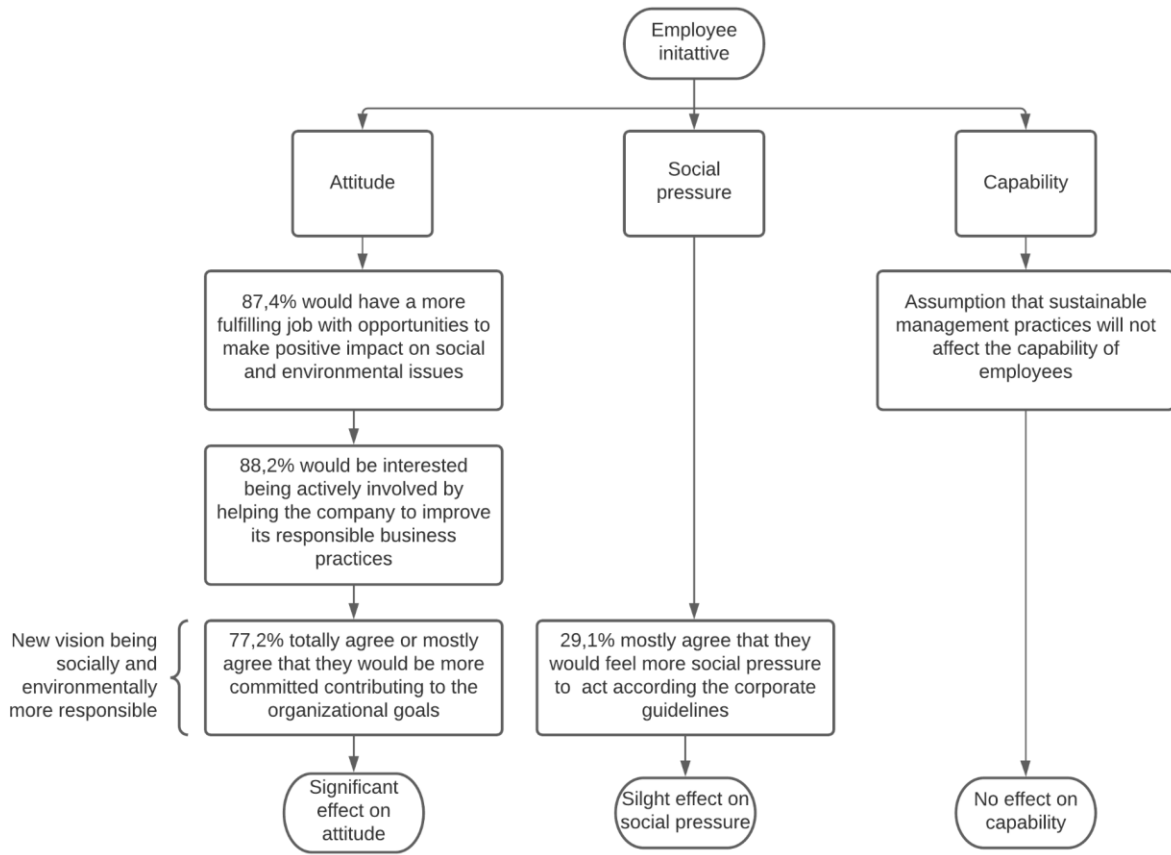 Employee
initattive
Attitude
Social
pressure
Capability
87,4% would have a more
fulfilling job with opportunities to
make positive impact on social
and environmental issues
Assumption that sustainable
management practices will not
affect the capability of
employees
88,2% would be interested
being actively involved by
helping the company to improve
its responsible business
practices
New vision being
socially and
environmentally
more responsible
77,2% totally agree or mostly
agree that they would be more
committed contributing to the
organizational goals
29,1% mostly agree that they
would feel more social pressure
to  act according the corporate
guidelines
Significant
effect on
attitude
Silght effect on
social pressure
No effect on
capability